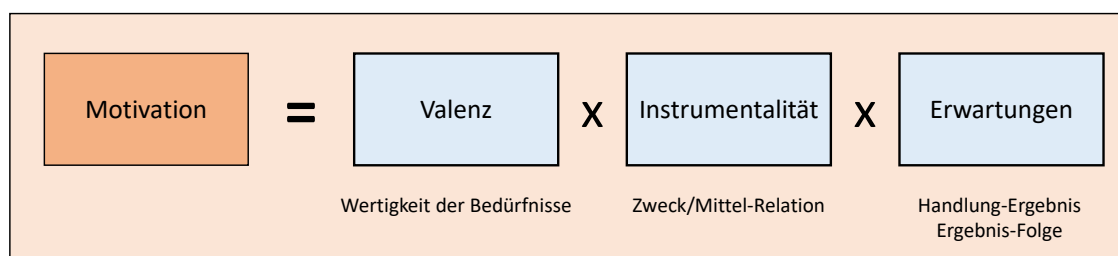 Motivation = Valenz x Instrumentalität x Erwartungen
Wertigkeit der Bedürfnisse Zweck/Mittel-Relation Handlung-Ergebnis
Ergebnis-Folge